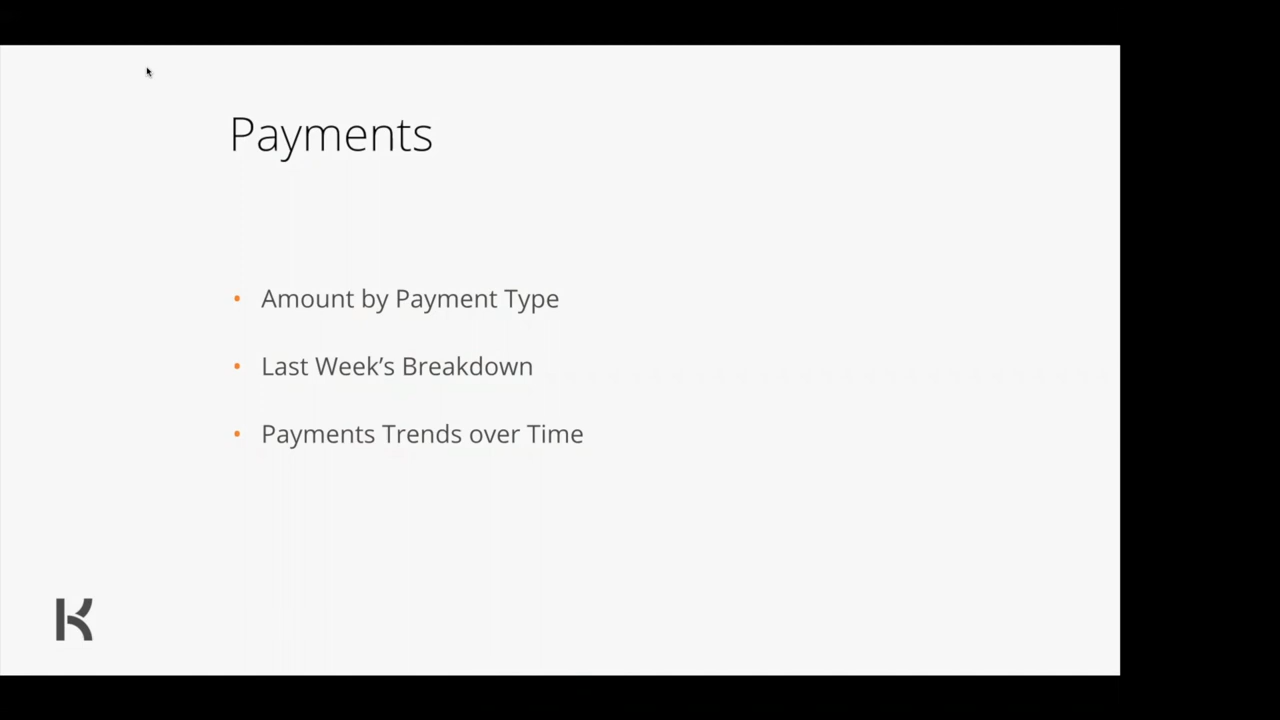 Payments
• Amount by Payment Type
• Last Week’s Breakdown
• Payments Trends over Time
K